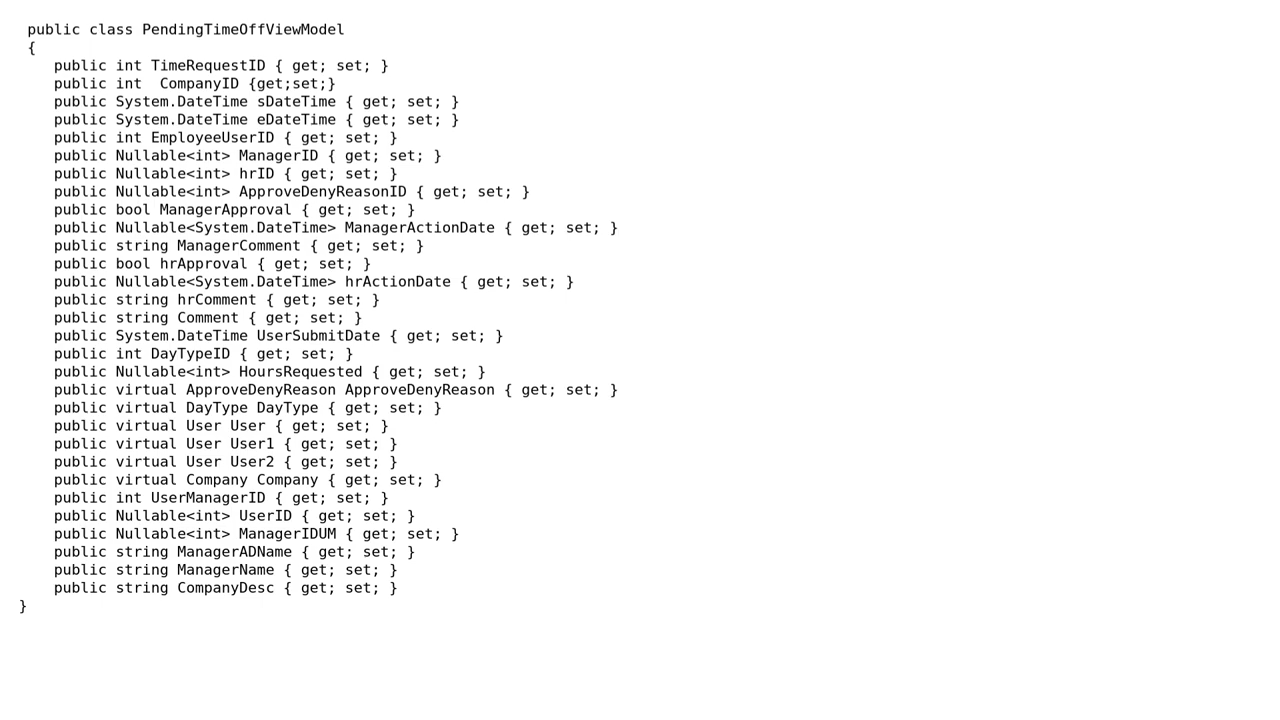 public class PendingTimeOffViewModel
{
public int TimeRequestID { get; set; }
public int  CompanyID {get;set;}
public System.DateTime sDateTime { get; set; }
public System.DateTime eDateTime { get; set; }
public int EmployeeUserID { get; set; }
public Nullable<int> ManagerID { get; set; }
public Nullable<int> hrID { get; set; }
public Nullable<int> ApproveDenyReasonID { get; set; }
public bool ManagerApproval { get; set; }
public Nullable<System.DateTime> ManagerActionDate { get; set; }
public string ManagerComment { get; set; }
public bool hrApproval { get; set; }
public Nullable<System.DateTime> hrActionDate { get; set; }
public string hrComment { get; set; }
public string Comment { get; set; }
public System.DateTime UserSubmitDate { get; set; }
public int DayTypeID { get; set; }
public Nullable<int> HoursRequested { get; set; }
public virtual ApproveDenyReason ApproveDenyReason { get; set; }
public virtual DayType DayType { get; set; }
public virtual User User { get; set; }
public virtual User User1 { get; set; }
public virtual User User2 { get; set; }
public virtual Company Company { get; set; }
public int UserManagerID { get; set; }
public Nullable<int> UserID { get; set; }
public Nullable<int> ManagerIDUM { get; set; }
public string ManagerADName { get; set; }
public string ManagerName { get; set; }
public string CompanyDesc { get; set; }
}